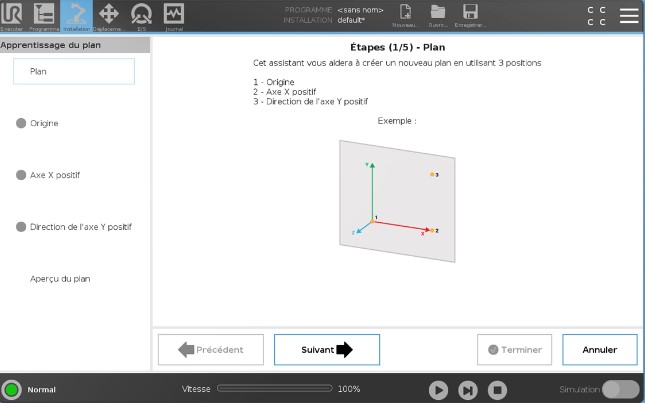 PROGRAMME <sans nom>
INSTALLATION default*
C C
C C
Exécuter Programme Installation Déplaceme... E/S Journal Nouveau... Ouvrir... Enregistrer...
Apprentissage du plan
Plan
Origine
Axe X positif
Direction de l'axe Y positif
Aperçu du plan
Étapes (1/5) - Plan
Cet assistant vous aidera à créer un nouveau plan en utilisant 3 positions
1 - Origine
2 - Axe X positif
3 - Direction de l'axe Y positif
Exemple :
Y
3
1
Z
X
2
Précédent
Suivant
Terminer
Annuler
Normal
Vitesse
100%
Simulation